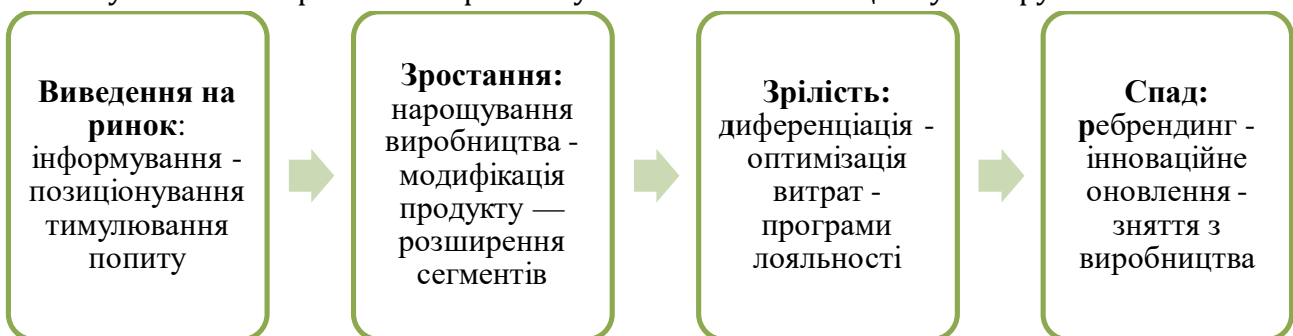 Виведення на
ринок:
інформування -
позиціонування
тимулювання
попиту
Зростання:
нарощування
виробництва -
модифікація
продукту —
розширення
сегментів
Зрілість:
диференціація -
оптимізація
витрат -
програми
лояльності
Спад:
ребрендинг -
інноваційне
оновлення -
зняття з
виробництва